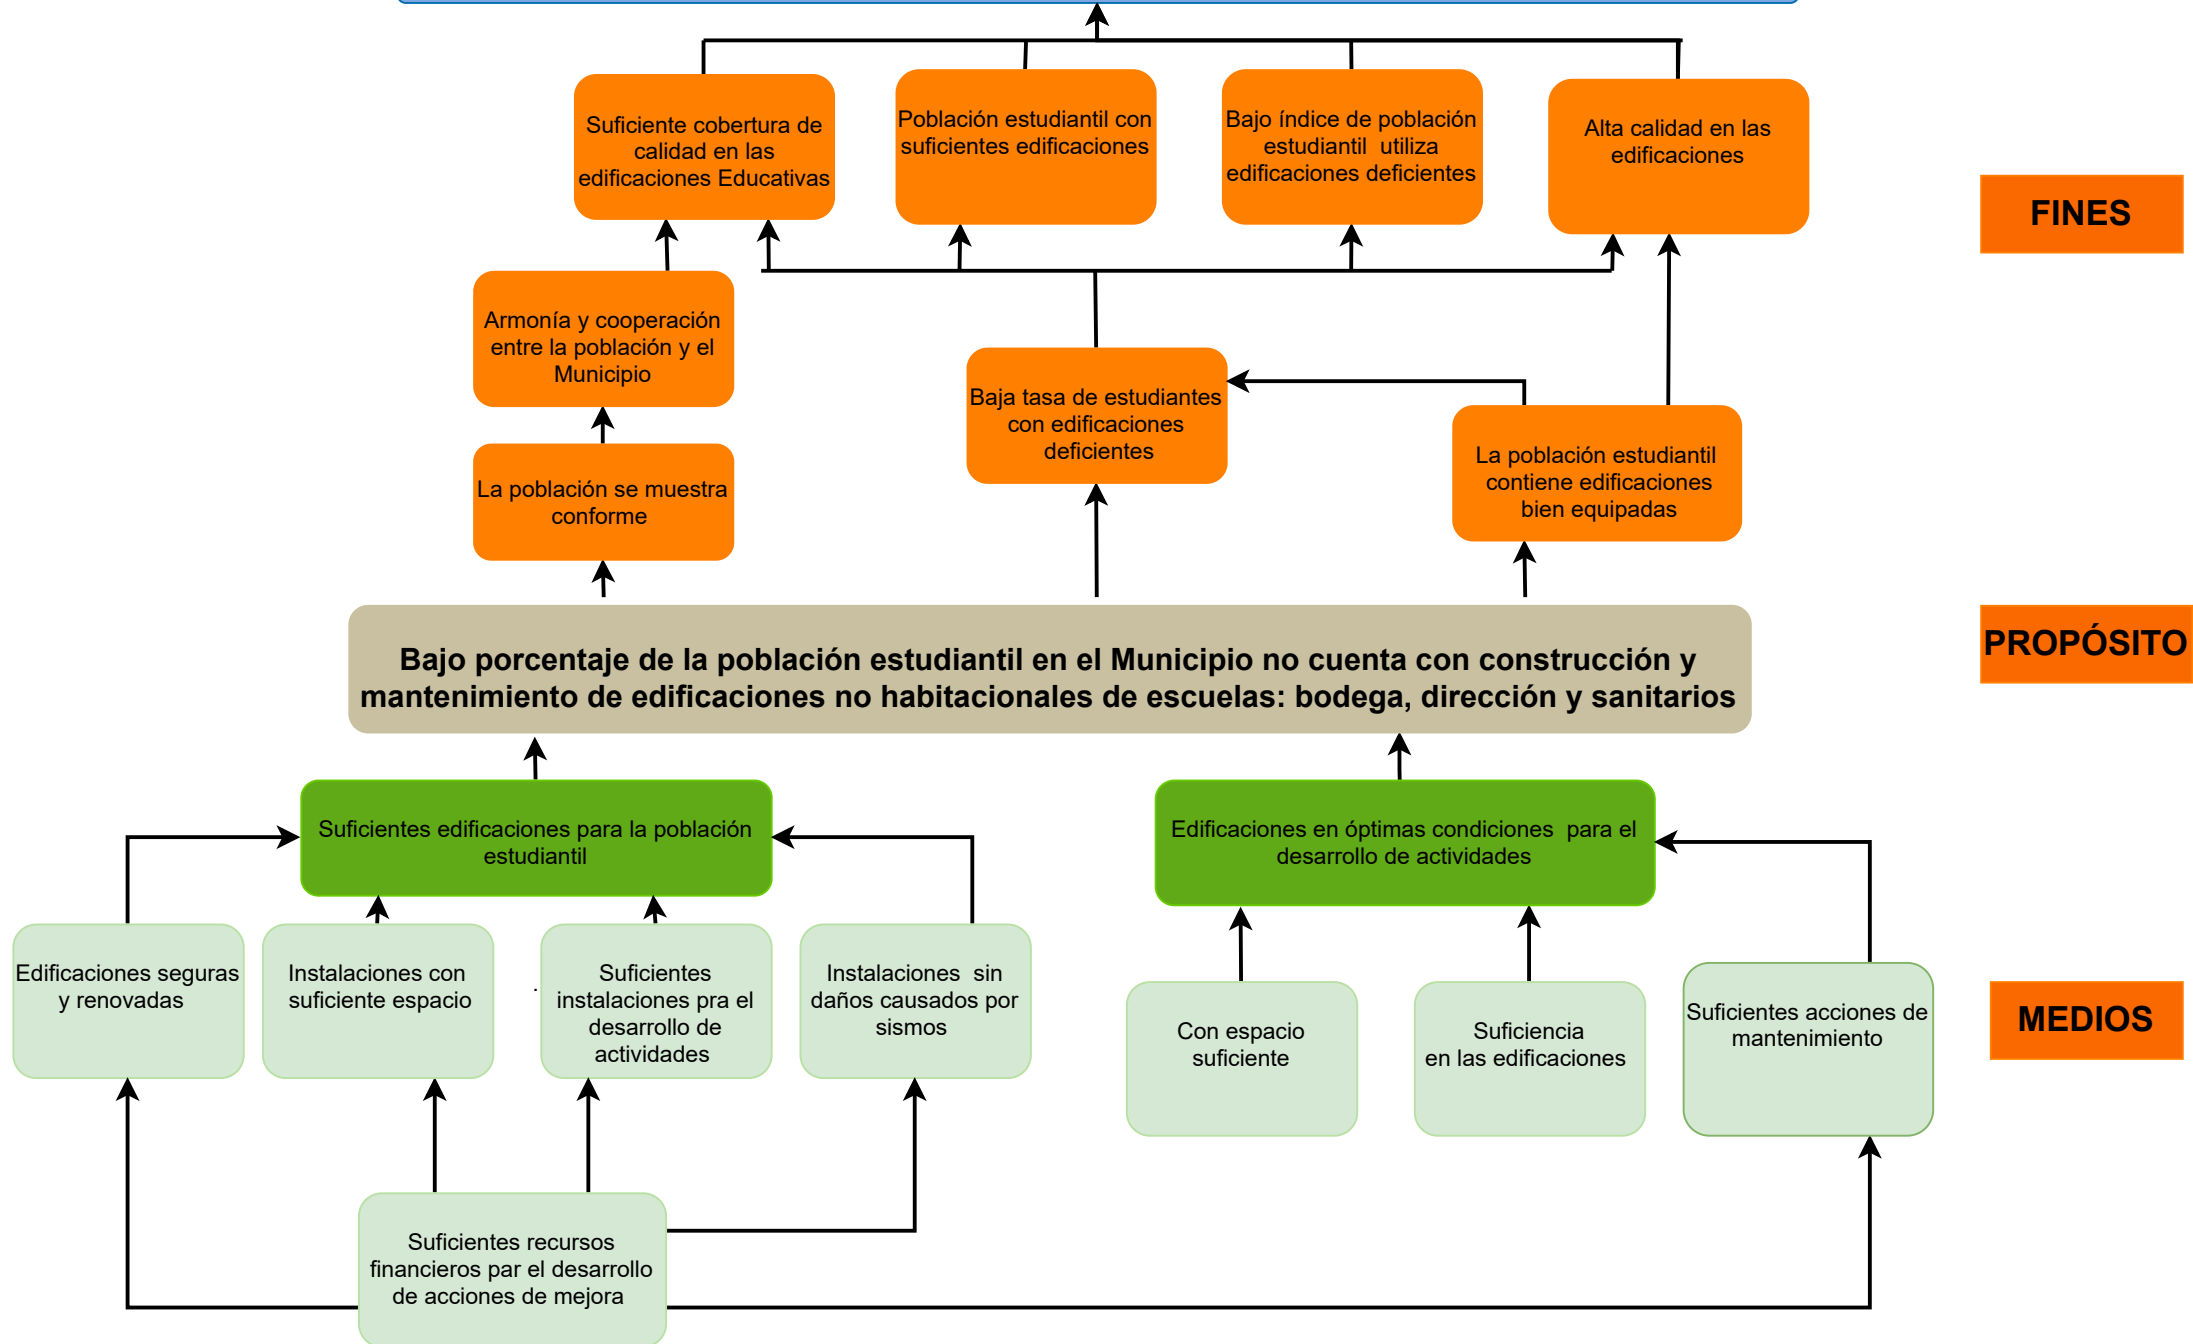 Suficiente cobertura de
calidad en las
edificaciones Educativas
Población estudiantil con
suficientes edificaciones
Bajo índice de población
estudiantil  utiliza
edificaciones deficientes
Alta calidad en las
edificaciones
FINES
Armonía y cooperación
entre la población y el
Municipio
Baja tasa de estudiantes
con edificaciones
deficientes
La población estudiantil
contiene edificaciones
bien equipadas
La población se muestra
conforme
Bajo porcentaje de la población estudiantil en el Municipio no cuenta con construcción y
mantenimiento de edificaciones no habitacionales de escuelas: bodega, dirección y sanitarios
PROPÓSITO
Suficientes edificaciones para la población
estudiantil
Edificaciones en óptimas condiciones  para el
desarrollo de actividades
Edificaciones seguras
y renovadas
Instalaciones con
suficiente espacio
.
Suficientes
instalaciones pra el
desarrollo de
actividades
Instalaciones  sin
daños causados por
sismos
Con espacio
suficiente
Suficiencia
en las edificaciones
Suficientes acciones de
mantenimiento
MEDIOS
Suficientes recursos
financieros par el desarrollo
de acciones de mejora